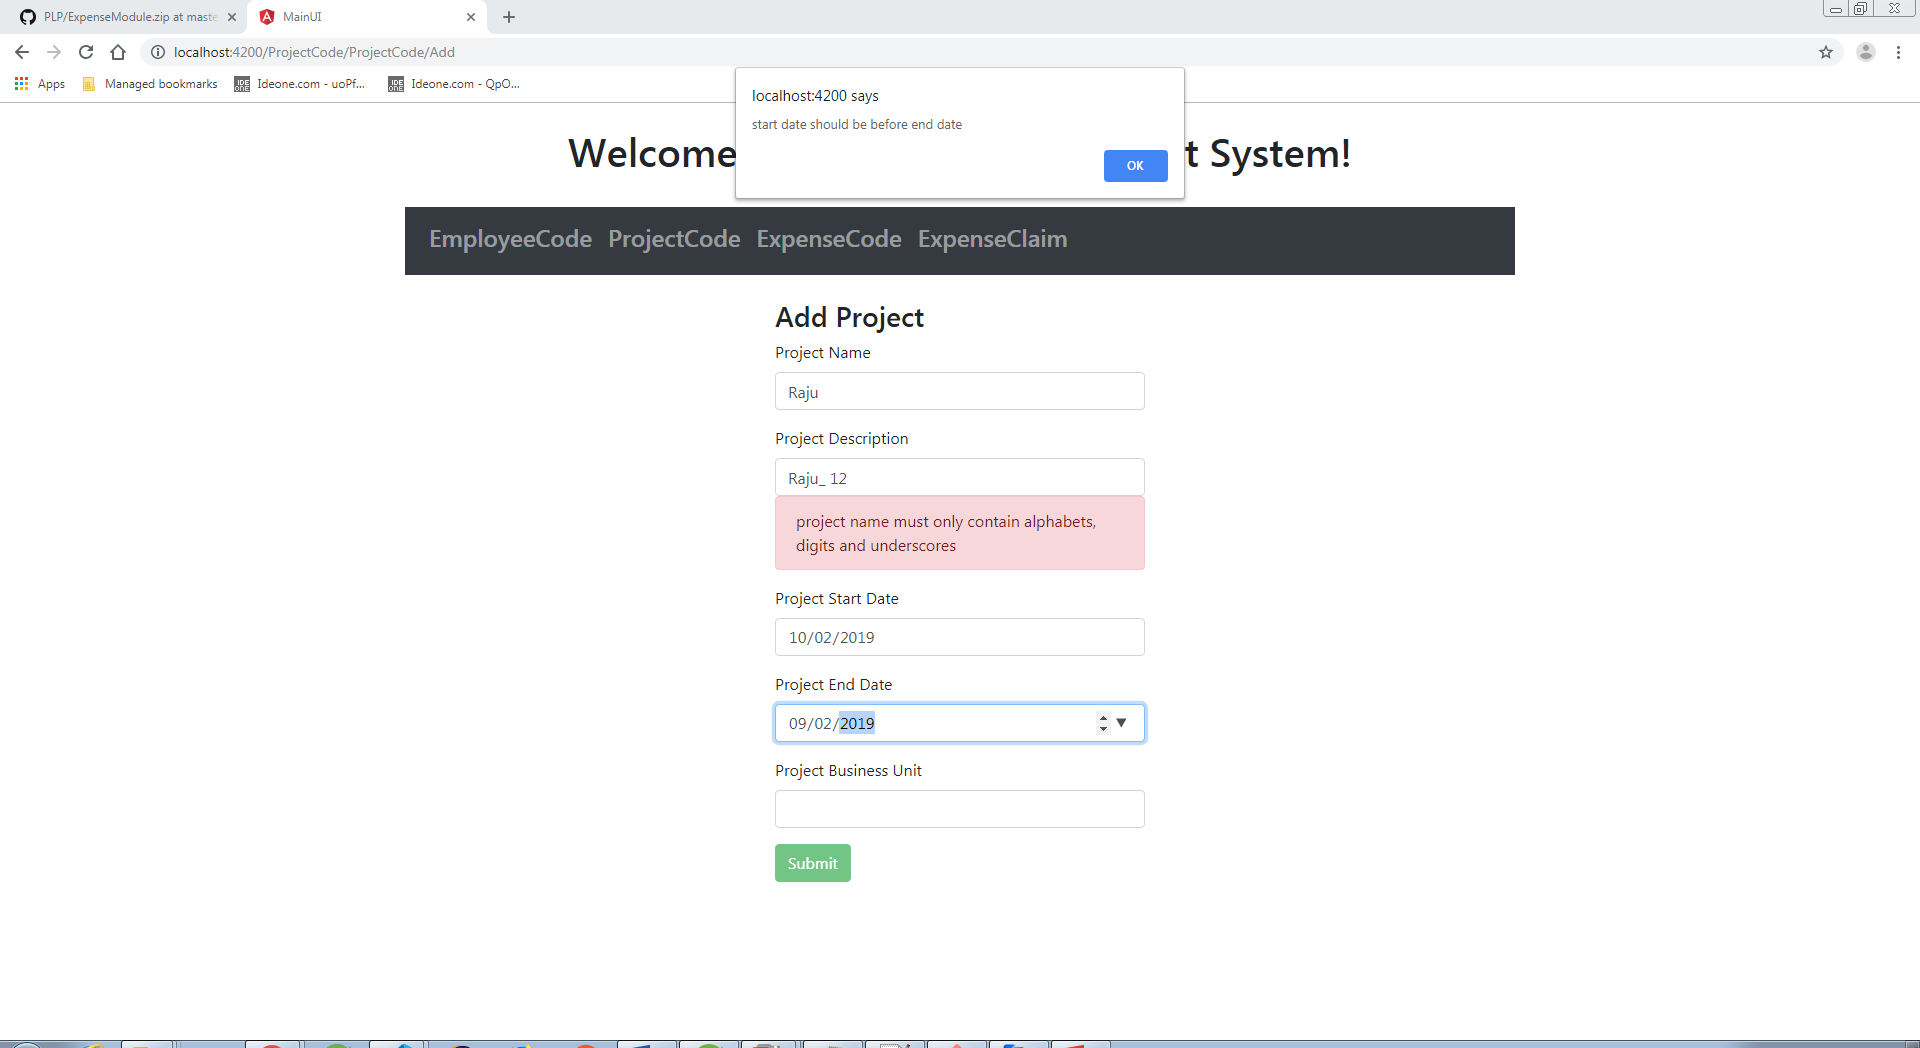 PLP/ExpenseModule.zip at maste
MainUI
localhost:4200/ProjectCode/ProjectCode/Add
Apps
Managed bookmarks
Ideone.com - uoPf...
Ideone.com - QpO...
localhost:4200 says
start date should be before end date
OK
Welcome t System!
EmployeeCode ProjectCode ExpenseCode ExpenseClaim
Add Project
Project Name
Raju
Project Description
Raju_ 12
project name must only contain alphabets,
digits and underscores
Project Start Date
10/02/2019
Project End Date
09/02/2019
Project Business Unit
Submit